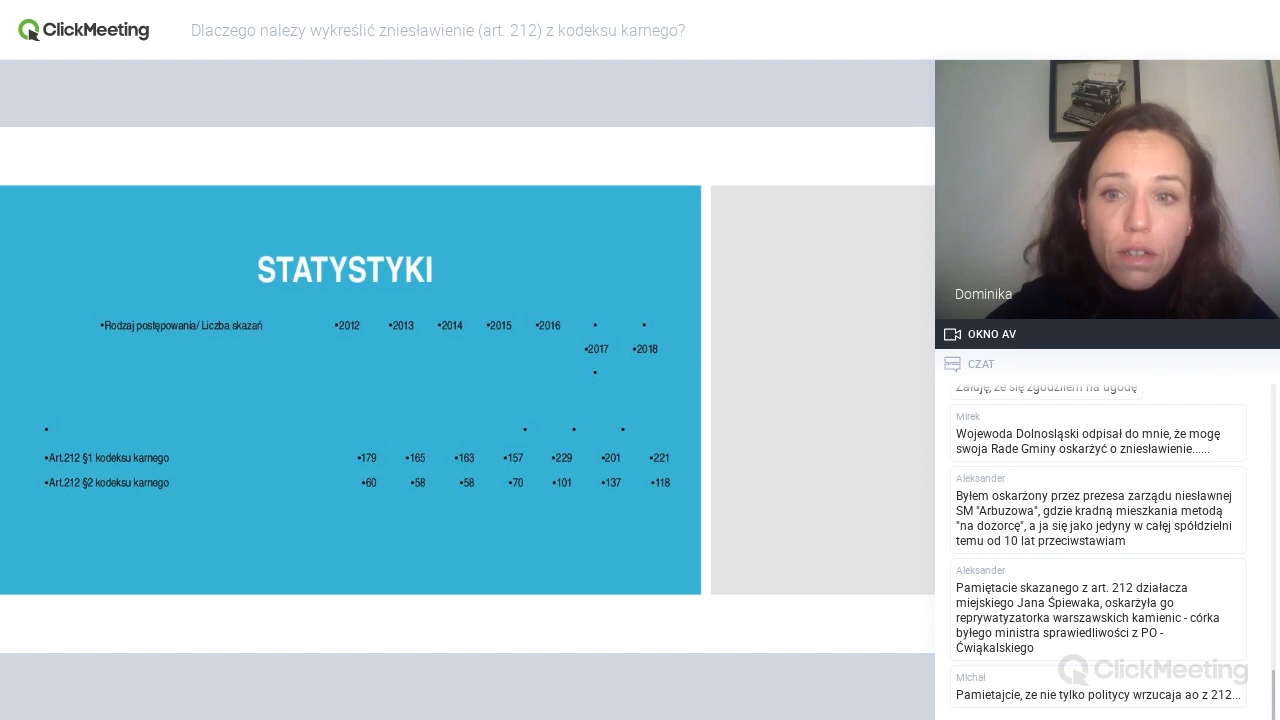 ClickMeeting
Dlaczego należy wykreślić zniesławienie (art. 212) z kodeksu karnego?
STATYSTYKI
•Rodzaj postępowania/ Liczba skazań •2012 •2013 •2014 •2015 •2016 • •
•2017 •2018
•
• • • •
•Art.212 §1 kodeksu karnego •179 •165 •163 •157 •229 •201 •221
•Art.212 §2 kodeksu karnego •60 •58 •58 •70 •101 •137 •118
Dominika
OKNO AV
CZAT
Żałuję, że się zgodziłem na ugodę
Mirek
Wojewoda Dolnosląski odpisał do mnie, że mogę
swoja Rade Gminy oskarżyć o zniesławienie......
Aleksander
Byłem oskarżony przez prezesa zarządu niesławnej
SM "Arbuzowa", gdzie kradną mieszkania metodą
"na dozorcę", a ja się jako jedyny w całęj spółdzielni
temu od 10 lat przeciwstawiam
Aleksander
Pamiętacie skazanego z art. 212 działacza
miejskiego Jana Śpiewaka, oskarżyła go
reprywatyzatorka warszawskich kamienic - córka
byłego ministra sprawiedliwości z PO -
Ćwiąkalskiego
ClickMeeting
Michał
Pamietajcie, ze nie tylko politycy wrzucaja ao z 212...